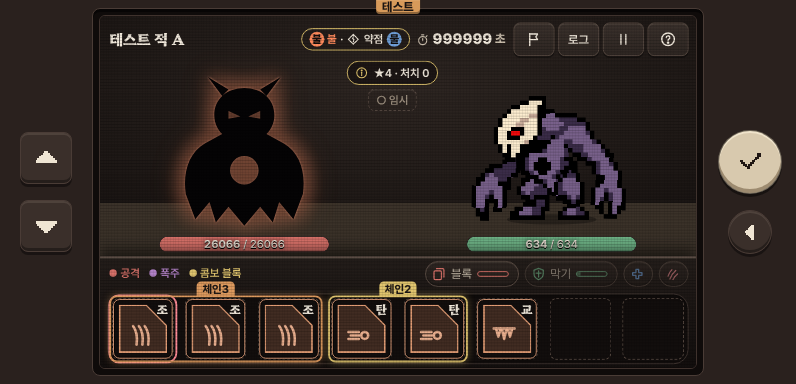 테스트
테스트 적 A
불 불 · 약점 물
999999 초
로그
★4 · 처치 0
임시
26066 / 26066
634 / 634
공격 폭주 콤보 블록
블록
막기
체인3
체인2
조 조 조 탄 탄 교